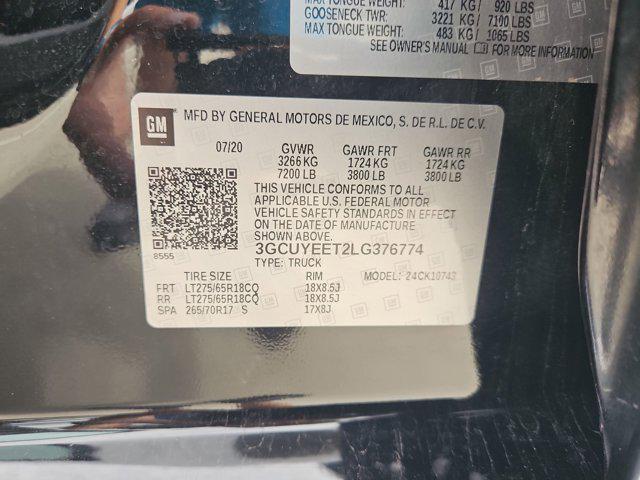 MAX TONGUE WEIGHT: 417 KG/ 920 LBS
GOOSENECK TWR: 3221 KG/ 7100 LBS
MAX TONGUE WEIGHT: 483 KG/ 1065 LBS
SEE OWNER'S MANUAL FOR MORE INFORMATION
GM
MFD BY GENERAL MOTORS DE MEXICO, S. DE R.L. DE C.V.
07/20 GVWR GAWR FRT GAWR RR
3266 KG 1724 KG 1724 KG
7200 LB 3800 LB 3800 LB
THIS VEHICLE CONFORMS TO ALL
APPLICABLE U.S. FEDERAL MOTOR
VEHICLE SAFETY STANDARDS IN EFFECT
ON THE DATE OF MANUFACTURE
8555
3GCUYEET2LG376774
TYPE: TRUCK
TIRE SIZE RIM MODEL: 24CK10743
FRT LT275/65R18CQ 18X8.5J
RR LT275/65R18CQ 18X8.5J
SPA 265/70R17 S 17X8J